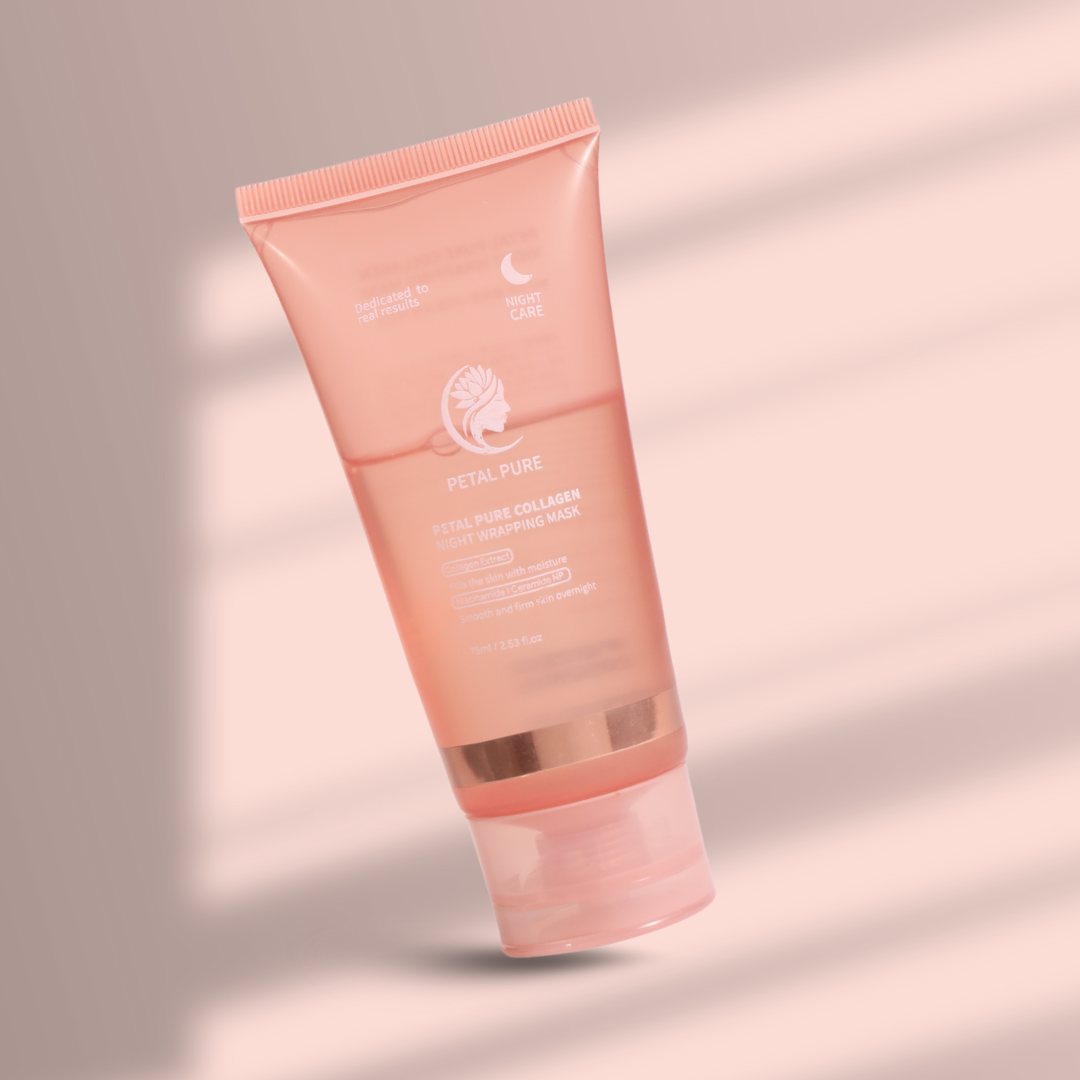 Dedicated to
real results
NIGHT
CARE
PETAL PURE
PETAL PURE COLLAGEN
NIGHT WRAPPING MASK
Collagen Extract
the skin with moisture
Niacinamide | Ceramide NP
Smooth and firm skin overnight
75ml / 2.53 fl.oz